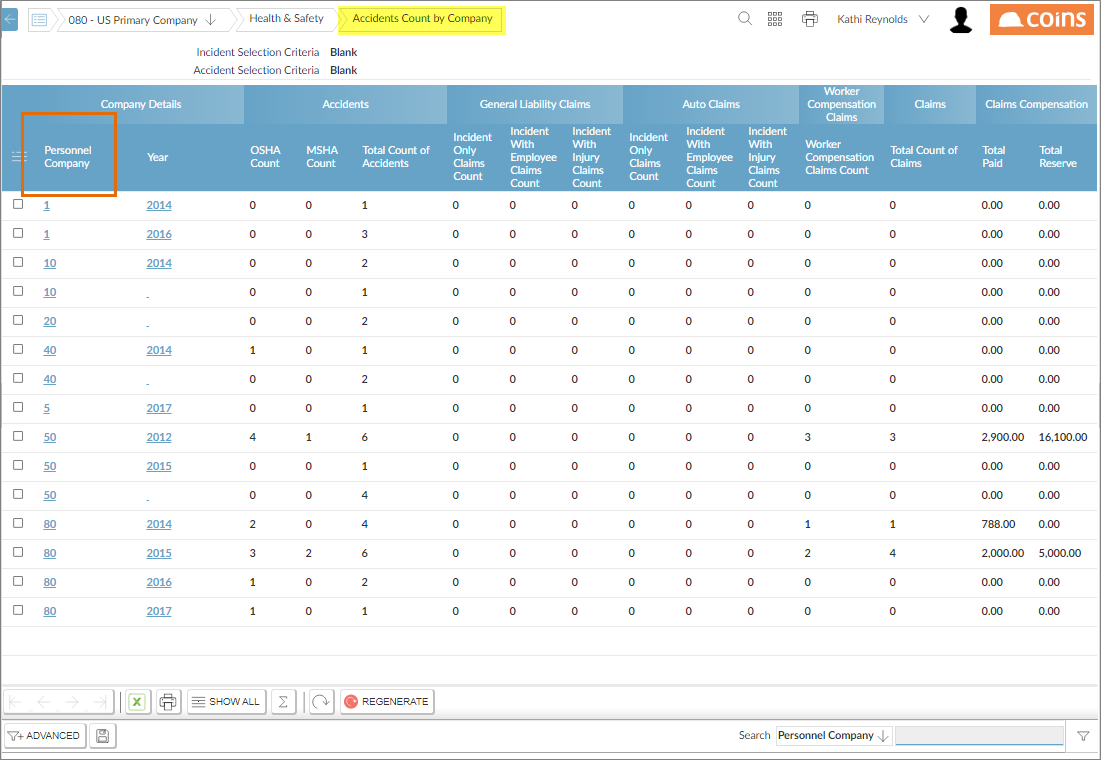 080 - US Primary Company
Health & Safety
Accidents Count by Company
Kathi Reynolds
coins
Incident Selection Criteria Blank
Accident Selection Criteria Blank
Company Details Accidents General Liability Claims Auto Claims Worker Compensation Claims Claims Claims Compensation
Personnel Company Year OSHA Count MSHA Count Total Count of Accidents Incident Only Claims Count Incident With Employee Claims Count Incident With Injury Claims Count Incident Only Claims Count Incident With Employee Claims Count Incident With Injury Claims Count Worker Compensation Claims Count Total Count of Claims Total Paid Total Reserve
1 2014 0 0 1 0 0 0 0 0 0 0 0 0.00 0.00
1 2016 0 0 3 0 0 0 0 0 0 0 0 0.00 0.00
10 2014 0 0 2 0 0 0 0 0 0 0 0 0.00 0.00
10 0 0 1 0 0 0 0 0 0 0 0 0.00 0.00
20 0 0 2 0 0 0 0 0 0 0 0 0.00 0.00
40 2014 1 0 1 0 0 0 0 0 0 0 0 0.00 0.00
40 0 0 2 0 0 0 0 0 0 0 0 0.00 0.00
5 2017 0 0 1 0 0 0 0 0 0 0 0 0.00 0.00
50 2012 4 1 6 0 0 0 0 0 0 3 3 2,900.00 16,100.00
50 2015 0 0 1 0 0 0 0 0 0 0 0 0.00 0.00
50 0 0 4 0 0 0 0 0 0 0 0 0.00 0.00
80 2014 2 0 4 0 0 0 0 0 0 1 1 788.00 0.00
80 2015 3 2 6 0 0 0 0 0 0 2 4 2,000.00 5,000.00
80 2016 1 0 2 0 0 0 0 0 0 0 0 0.00 0.00
80 2017 1 0 1 0 0 0 0 0 0 0 0 0.00 0.00
X SHOW ALL Σ REGENERATE
ADVANCED Search Personnel Company